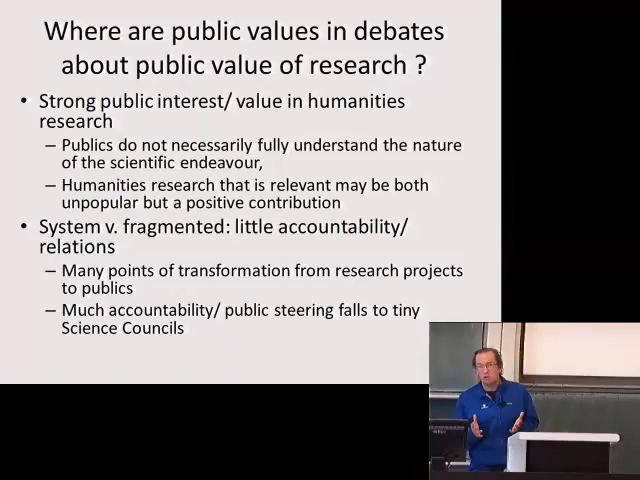 Where are public values in debates
about public value of research ?
• Strong public interest/ value in humanities
research
– Publics do not necessarily fully understand the nature
of the scientific endeavour,
– Humanities research that is relevant may be both
unpopular but a positive contribution
• System v. fragmented: little accountability/
relations
– Many points of transformation from research projects
to publics
– Much accountability/ public steering falls to tiny
Science Councils